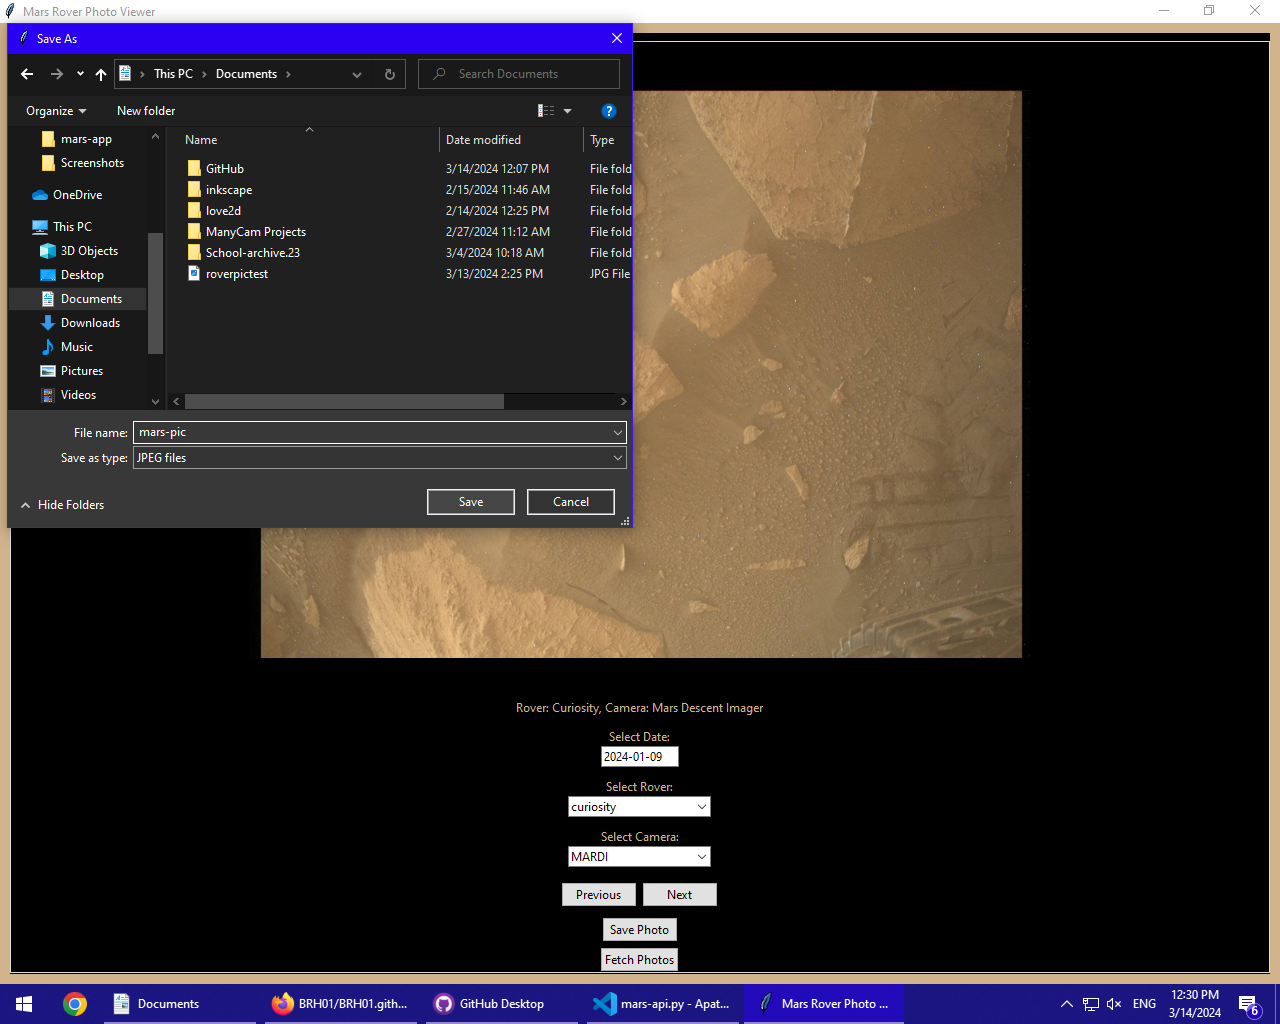 Mars Rover Photo Viewer
Save As
This PC
Documents
Search Documents
Organize
New folder
?
mars-app
Screenshots
OneDrive
This PC
3D Objects
Desktop
Documents
Downloads
Music
Pictures
Videos
Name Date modified Type
GitHub 3/14/2024 12:07 PM File fold
inkscape 2/15/2024 11:46 AM File fold
love2d 2/14/2024 12:25 PM File fold
ManyCam Projects 2/27/2024 11:12 AM File fold
School-archive.23 3/4/2024 10:18 AM File fold
roverpictest 3/13/2024 2:25 PM JPG File
File name: mars-pic
Save as type: JPEG files
Hide Folders
Save
Cancel
Rover: Curiosity, Camera: Mars Descent Imager
Select Date:
2024-01-09
Select Rover:
curiosity
Select Camera:
MARDI
Previous Next
Save Photo
Fetch Photos
Documents
BRH01/BRH01.gith...
GitHub Desktop
mars-api.py - Apat...
Mars Rover Photo ...
ENG
12:30 PM
3/14/2024
6